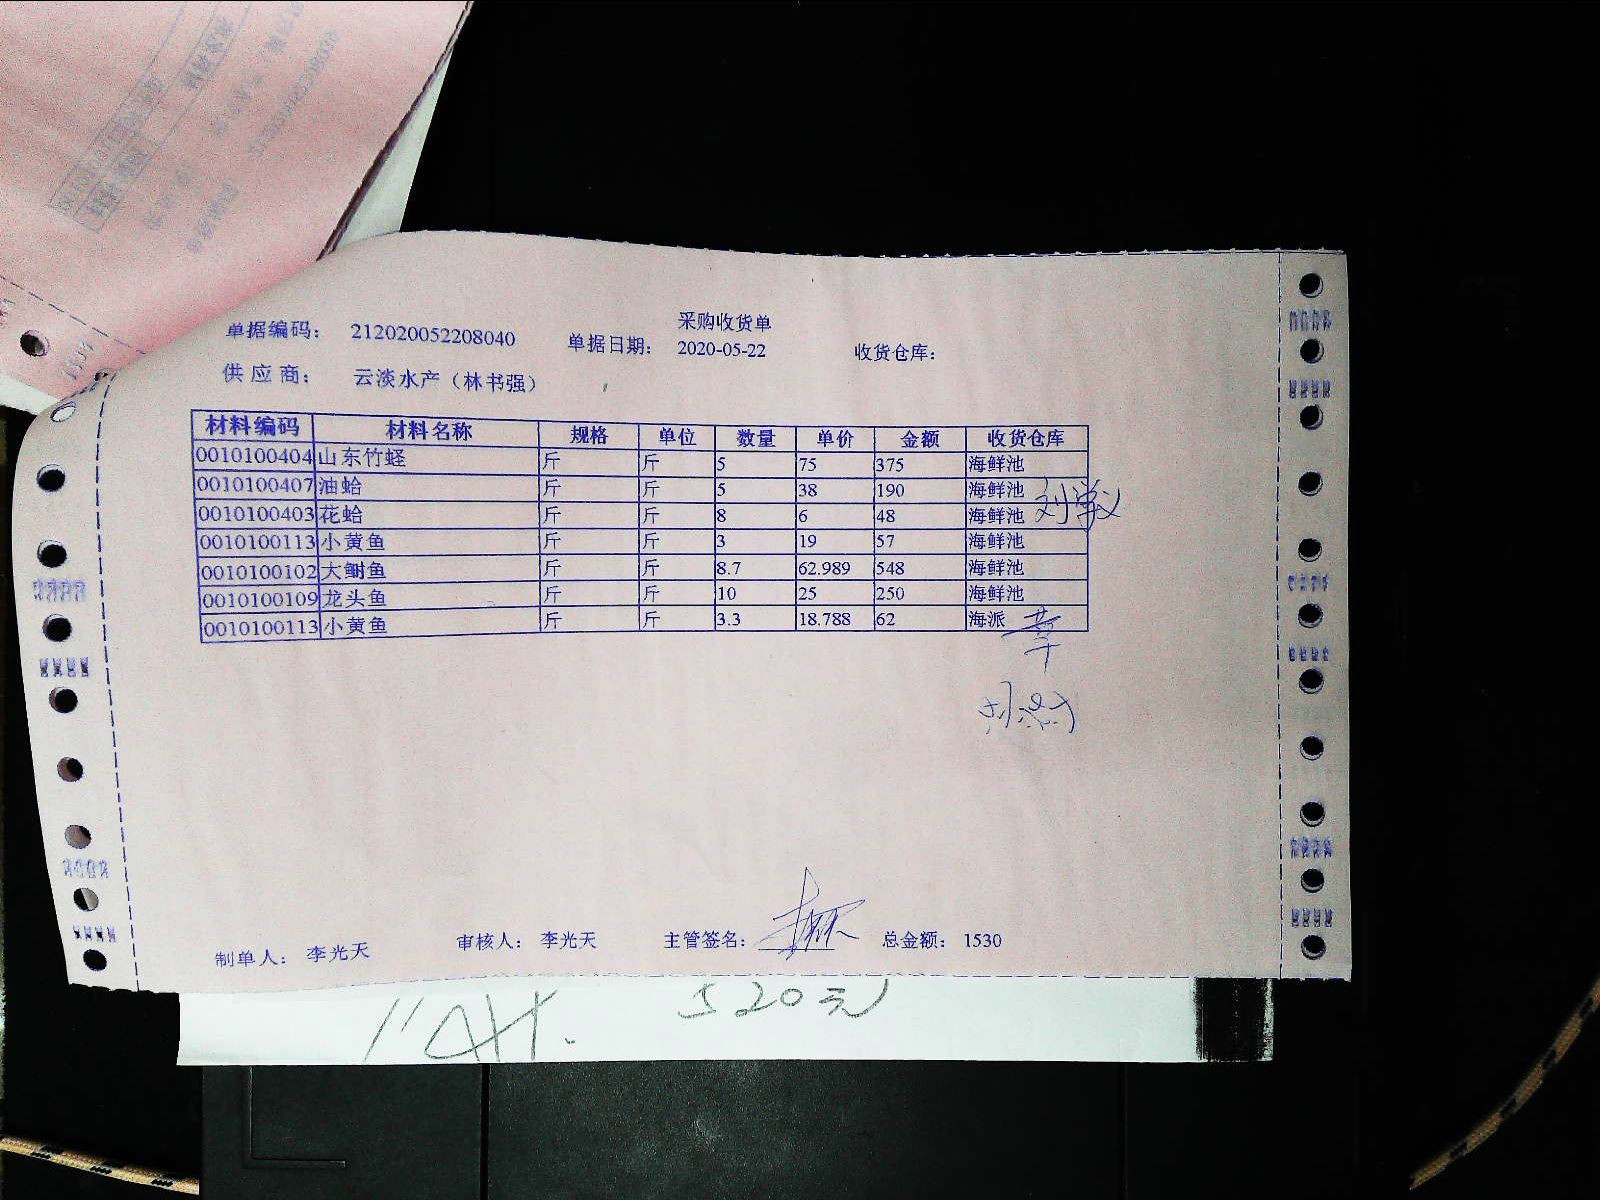 采购收货单
单据编码： 212020052208040 单据日期： 2020-05-22 收货仓库：
供应商： 云淡水产（林书强）
材料编码 材料名称 规格 单位 数量 单价 金额 收货仓库
0010100404 山东竹蛏 斤 斤 5 75 375 海鲜池
0010100407 油蛤 斤 斤 5 38 190 海鲜池
0010100403 花蛤 斤 斤 8 6 48 海鲜池
0010100113 小黄鱼 斤 斤 3 19 57 海鲜池
0010100102 大鲥鱼 斤 斤 8.7 62.989 548 海鲜池
0010100109 龙头鱼 斤 斤 10 25 250 海鲜池
0010100113 小黄鱼 斤 斤 3.3 18.788 62 海派
制单人： 李光天 审核人： 李光天 主管签名： 总金额： 1530
520元